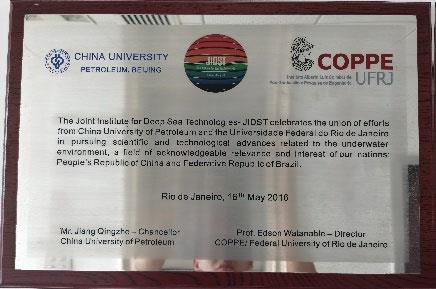 CHINA UNIVERSITY
PETROLEUM, BEIJING
JIDST
COPPE
UFRJ
The Joint Institute for Deep Sea Technologies- JIDST celebrates the union of efforts
from China University of Petroleum and the Universidade Federal do Rio de Janeiro
in pursuing scientific and technological advances related to the underwater
environment, a field of acknowledgeable relevance and interest of our nations:
People's Republic of China and Federative Republic of Brazil.
Rio de Janeiro, 16th May 2016
Mr. Jiang Qingzhe – Chancellor
China University of Petroleum
Prof. Edson Watanable – Director
COPPE/ Federal University of Rio de Janeiro